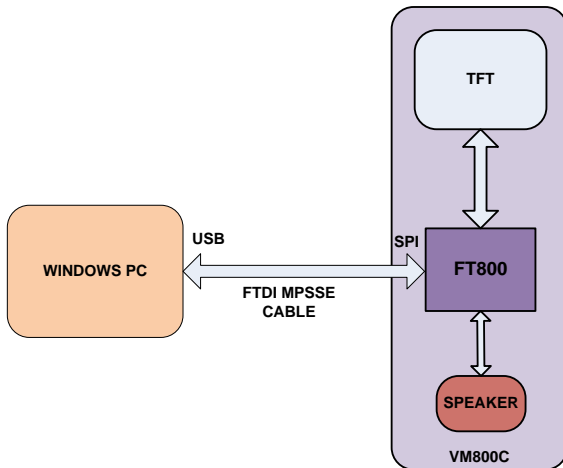 TFT
USB
SPI
WINDOWS PC
FT800
FTDI MPSSE
CABLE
SPEAKER
VM800C